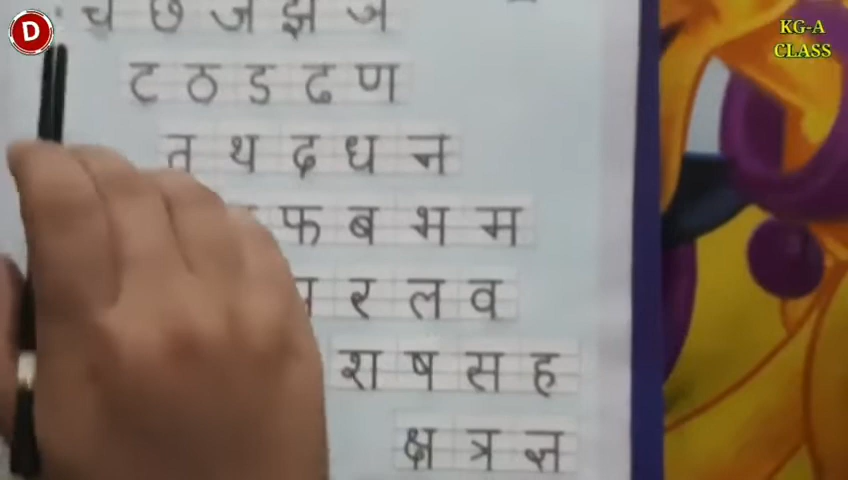 D
KG-A
CLASS
च छ ज झ ञ
ट ठ ड ढ ण
त थ द ध न
फ ब भ म
र ल व
श ष स ह
क्ष त्र ज्ञ